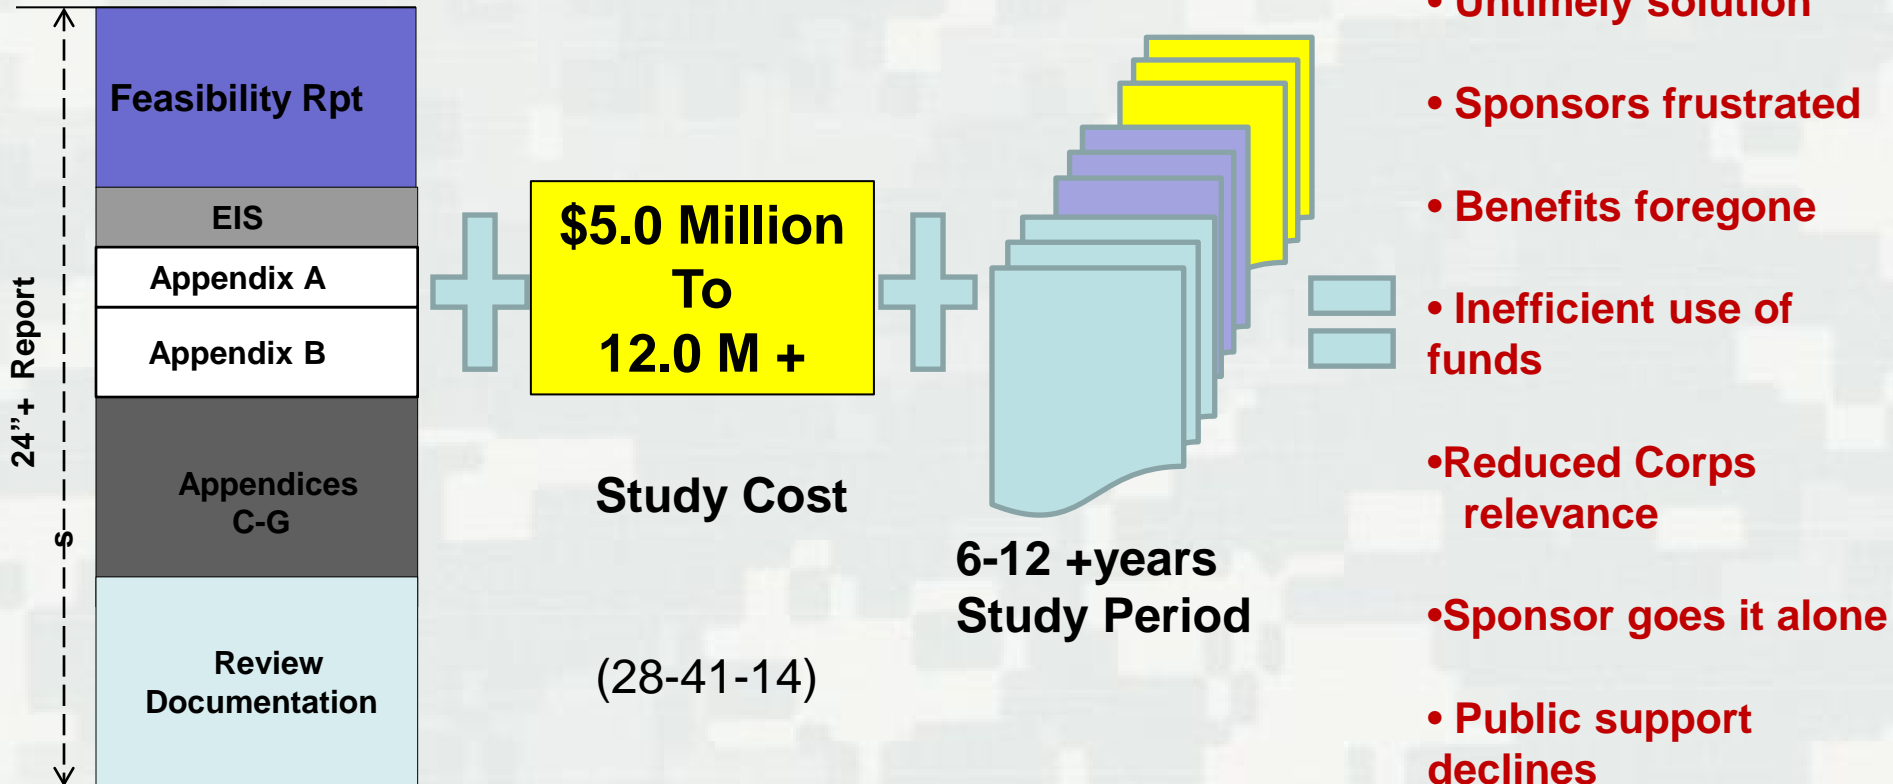 24”+ Report
s
Feasibility Rpt
EIS
Appendix A
Appendix B
Appendices
C-G
Review
Documentation
$5.0 Million
To
12.0 M +
Study Cost
(28-41-14)
6-12 +years
Study Period
• Untimely solution
• Sponsors frustrated
• Benefits foregone
• Inefficient use of
funds
•Reduced Corps
relevance
•Sponsor goes it alone
• Public support
declines